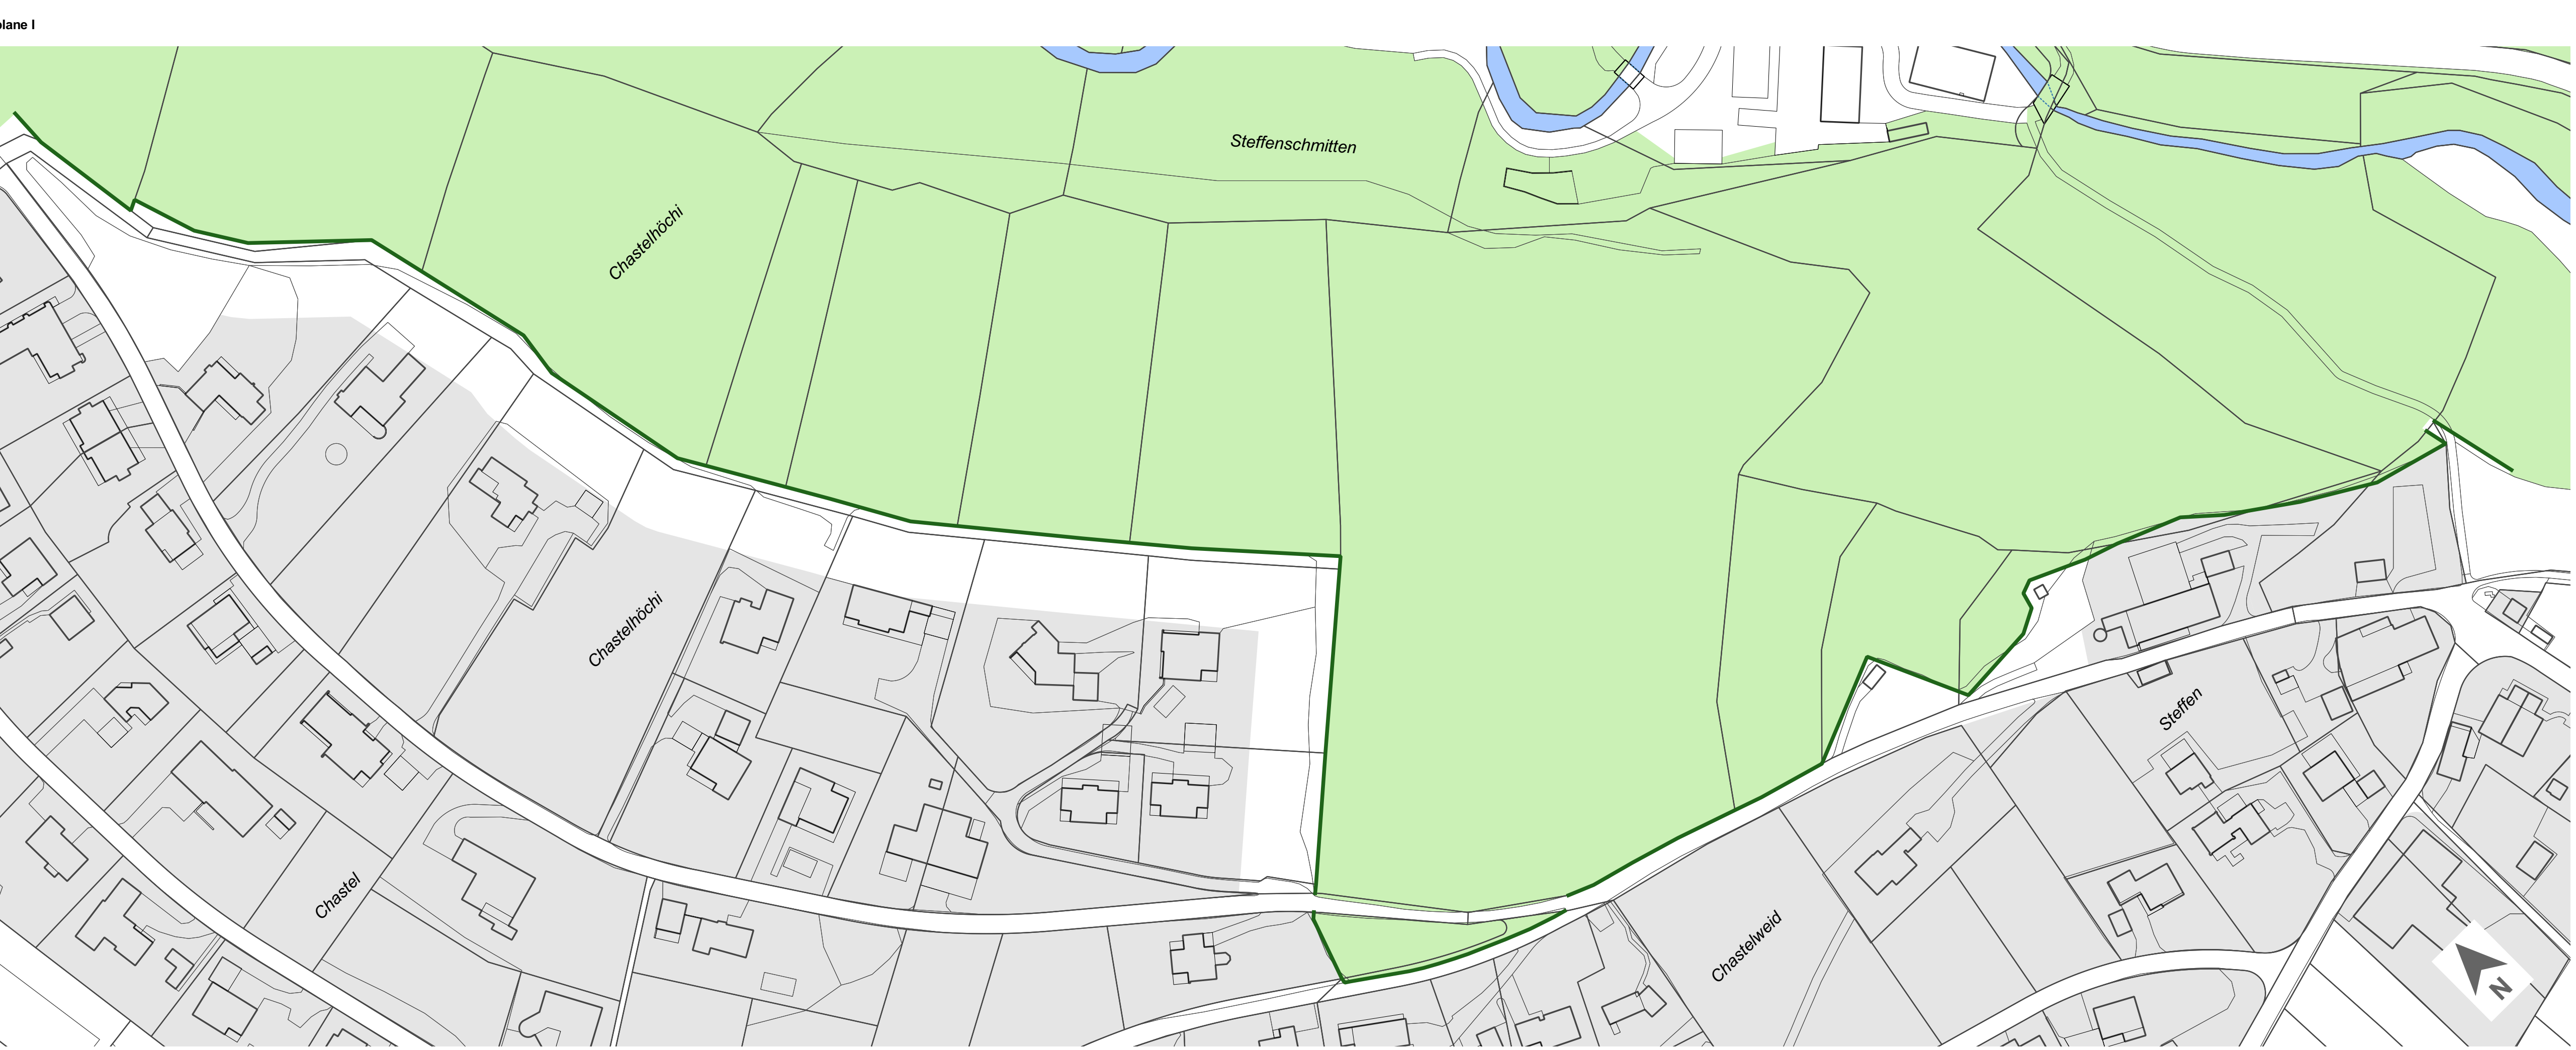 plane I
Steffenschmitten
Chastelhöchi
Chastelhöchi
Steffen
Chastel
Chastelweid
N